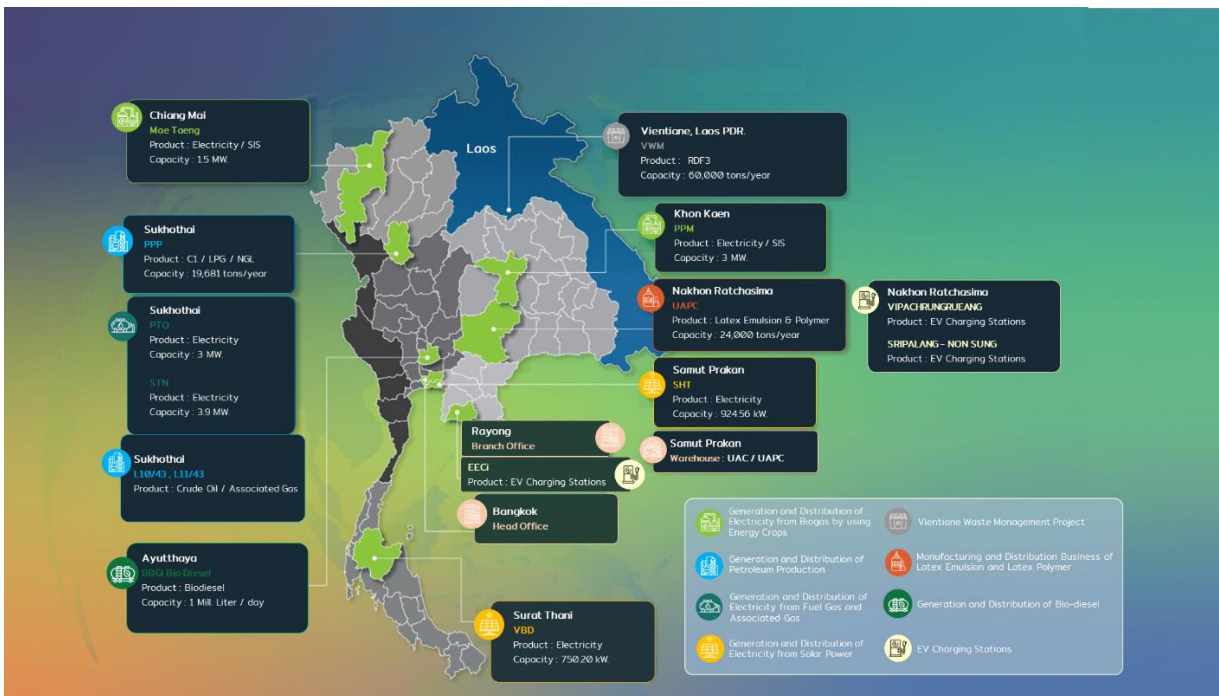 Chiang Mai
Mae Taeng
Product : Electricity / SIS
Capacity : 1.5 MW.
Sukhothai
PPP
Product : C1 / LPG / NGL
Capacity : 19,681 tons/year
Sukhothai
PTO
Product : Electricity
Capacity : 3 MW.
STN
Product : Electricity
Capacity : 3.9 MW.
Sukhothai
L10/43 , L11/43
Product : Crude Oil / Associated Gas
Ayutthaya
BBGI Bio Diesel
Product : Biodiesel
Capacity : 1 Mill. Liter / day
Laos
Vientiane, Laos PDR.
VWM
Product : RDF3
Capacity : 60,000 tons/year
Khon Kaen
PPM
Product : Electricity / SIS
Capacity : 3 MW.
Nakhon Ratchasima
UAPC
Product : Latex Emulsion & Polymer
Capacity : 24,000 tons/year
Nakhon Ratchasima
VIPACHRUNGRUEANG
Product : EV Charging Stations
SRIPALANG - NON SUNG
Product : EV Charging Stations
Samut Prakan
SHT
Product : Electricity
Capacity : 924.56 kW.
Samut Prakan
Warehouse : UAC / UAPC
Rayong
Branch Office
EECi
Product : EV Charging Stations
Bangkok
Head Office
Surat Thani
VBD
Product : Electricity
Capacity : 750.20 kW.
Generation and Distribution of
Electricity from Biogas by using
Energy Crops
Generation and Distribution of
Petroleum Production
Generation and Distribution of
Electricity from Fuel Gas and
Associated Gas
Generation and Distribution of
Electricity from Solar Power
Vientiane Waste Management Project
Manufacturing and Distribution Business of
Latex Emulsion and Latex Polymer
Generation and Distribution of Bio-diesel
EV Charging Stations